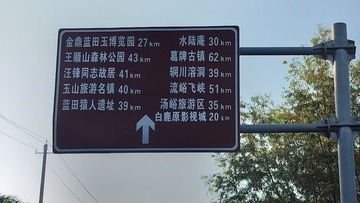 金鼎蓝田玉博览园 27 KM
水陆庵 30 KM
王顺山森林公园 43 KM
葛牌古镇 62 KM
汪锋同志故居 41 KM
辋川溶洞 39 KM
玉山旅游名镇 40 KM
流峪飞峡 51 KM
蓝田猿人遗址 39 KM
汤峪旅游区 35 KM
白鹿原影视城 20 KM